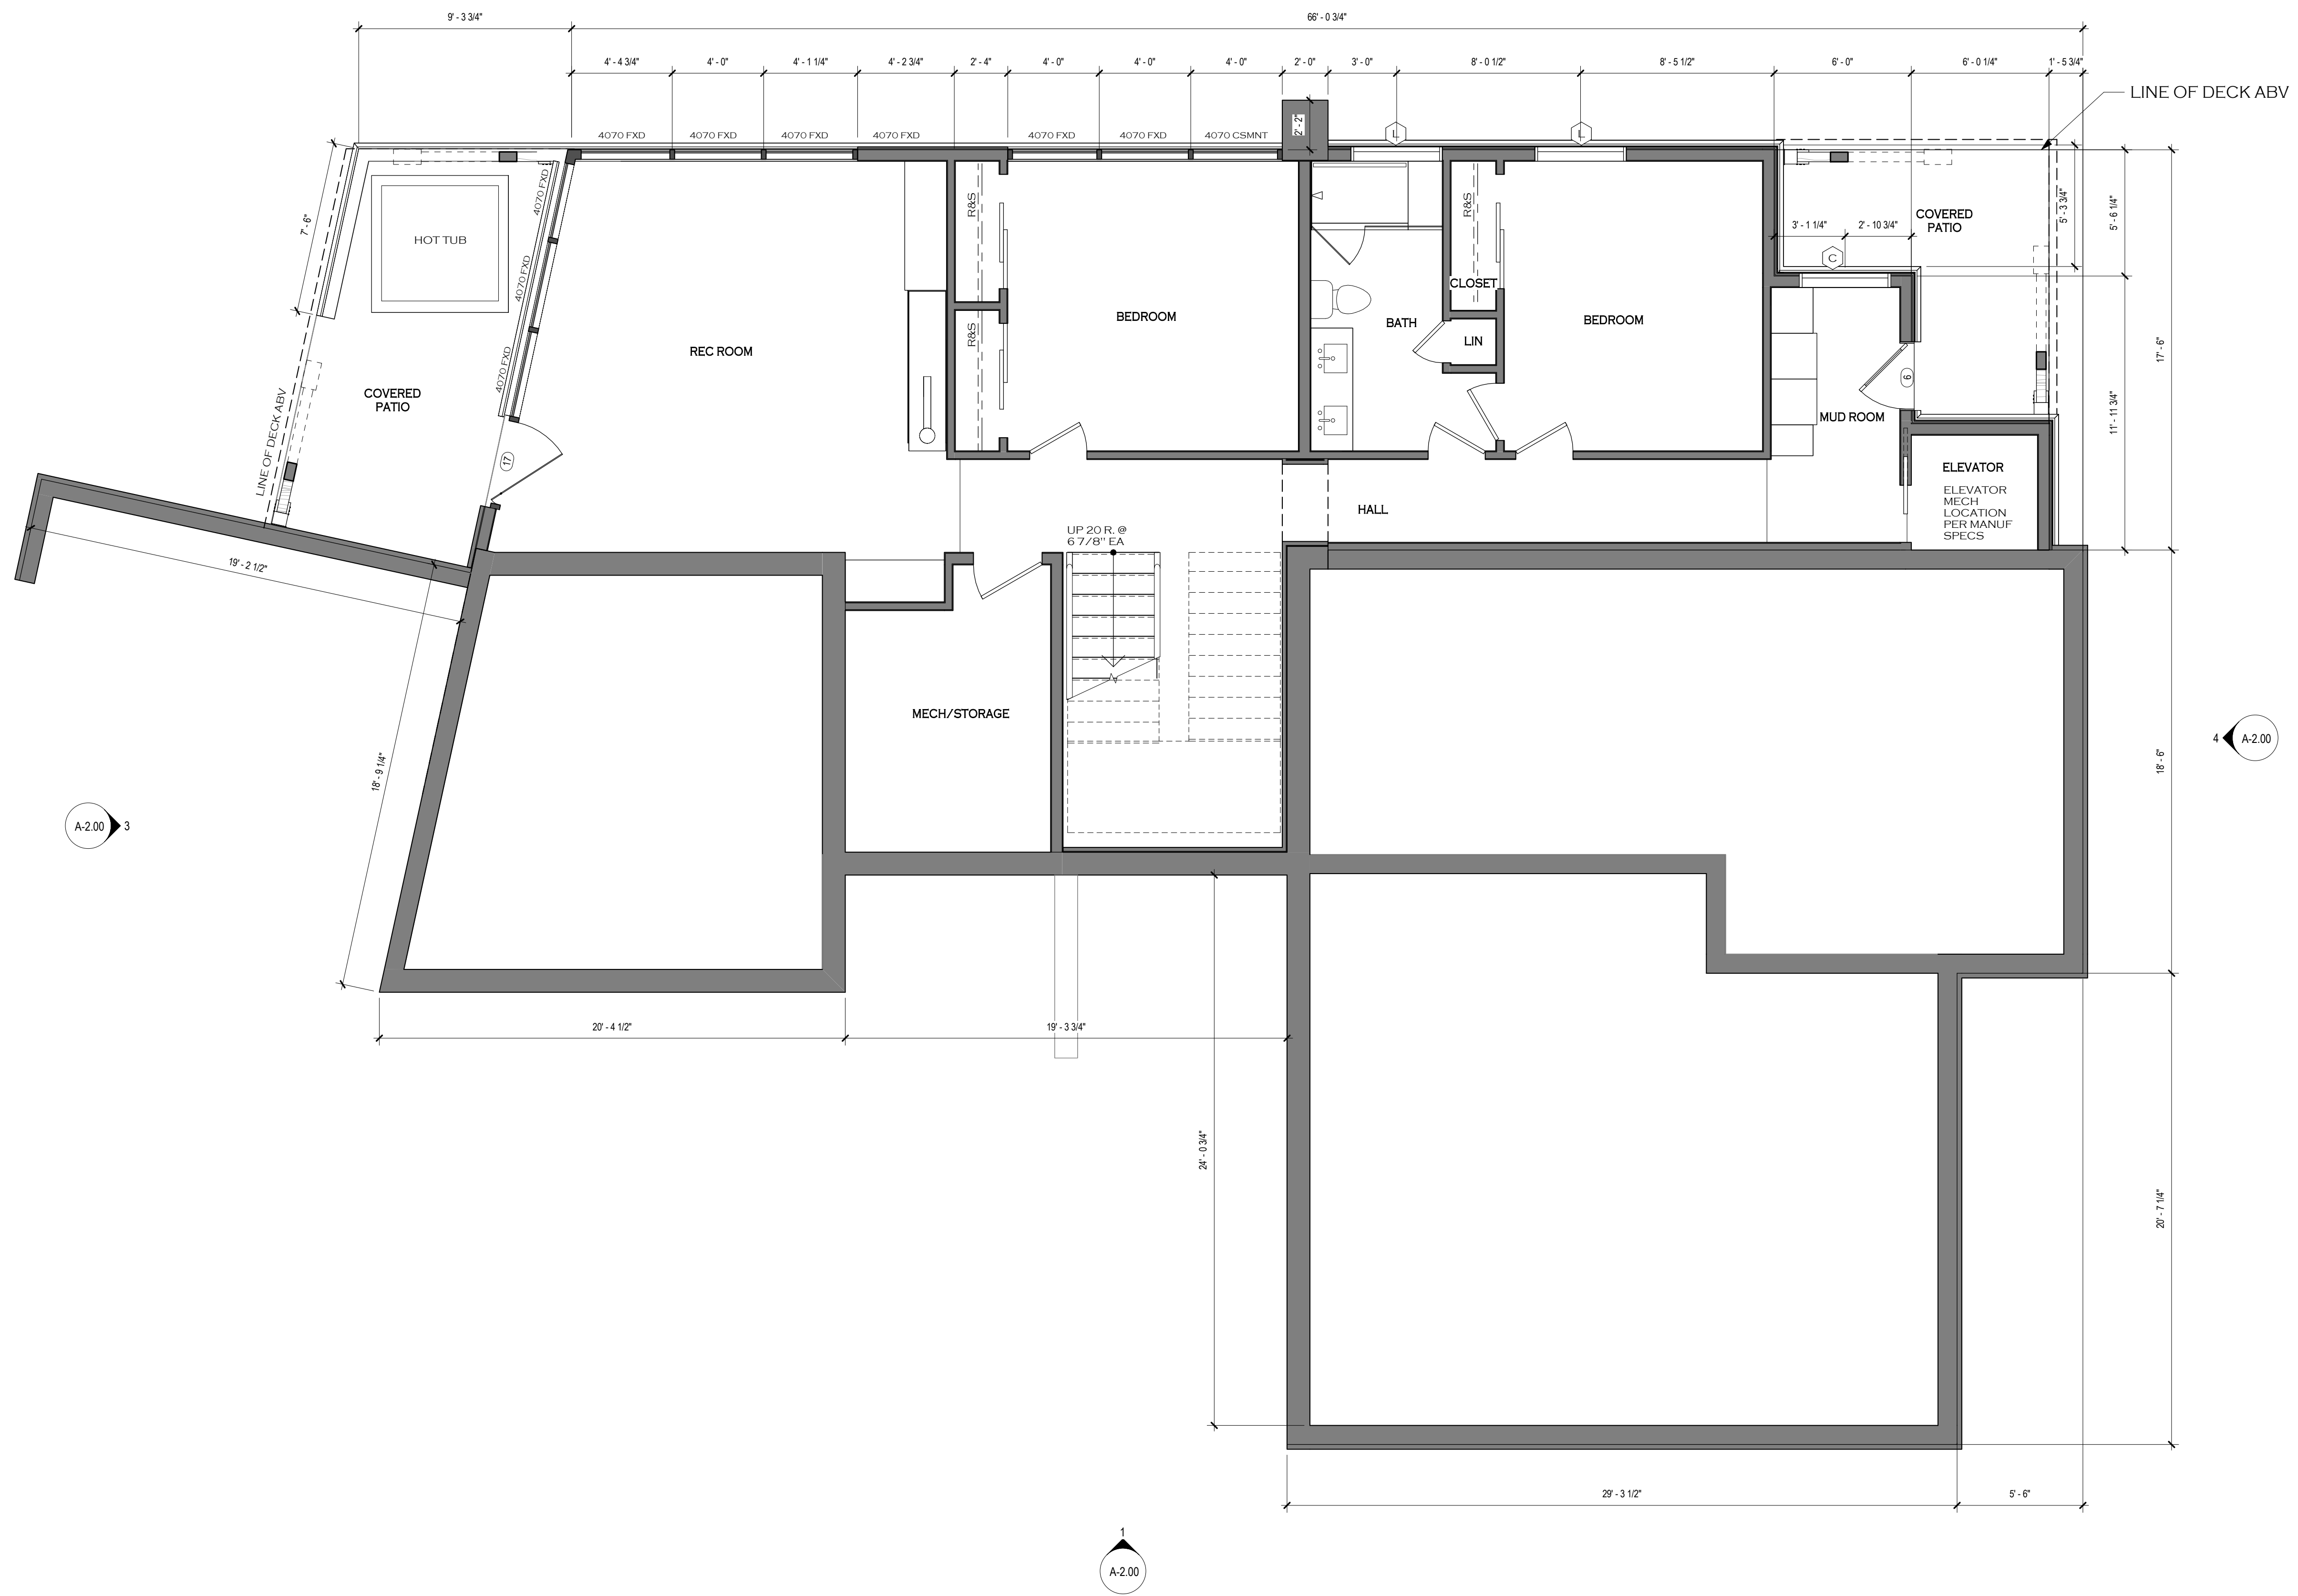 9' - 3 3/4"
66' - 0 3/4"
4' - 4 3/4"
4' - 0"
4' - 1 1/4"
4' - 2 3/4"
2' - 4"
4' - 0"
4' - 0"
4' - 0"
2' - 0"
3' - 0"
8' - 0 1/2"
8' - 5 1/2"
6' - 0"
6' - 0 1/4"
1' - 5 3/4"
LINE OF DECK ABV
4070 FXD
4070 FXD
4070 FXD
4070 FXD
4070 FXD
4070 FXD
4070 CSMNT
2' - 2"
L
L
7' - 6"
HOT TUB
4070 FXD
4070 FXD
4070 FXD
R&S
R&S
R&S
COVERED
PATIO
5' - 3 3/4"
5' - 6 1/4"
3' - 1 1/4"
2' - 10 3/4"
C
CLOSET
BEDROOM
BATH
BEDROOM
LIN
REC ROOM
17' - 6"
COVERED
PATIO
LINE OF DECK ABV
6
MUD ROOM
11' - 11 3/4"
17
ELEVATOR
ELEVATOR
MECH
LOCATION
PER MANUF
SPECS
HALL
UP 20 R. @
6 7/8" EA
19' - 2 1/2"
MECH/STORAGE
18' - 9 1/4"
18' - 6"
4
A-2.00
A-2.00
3
20' - 4 1/2"
19' - 3 3/4"
24' - 0 3/4"
20' - 7 1/4"
29' - 3 1/2"
5' - 6"
1
A-2.00